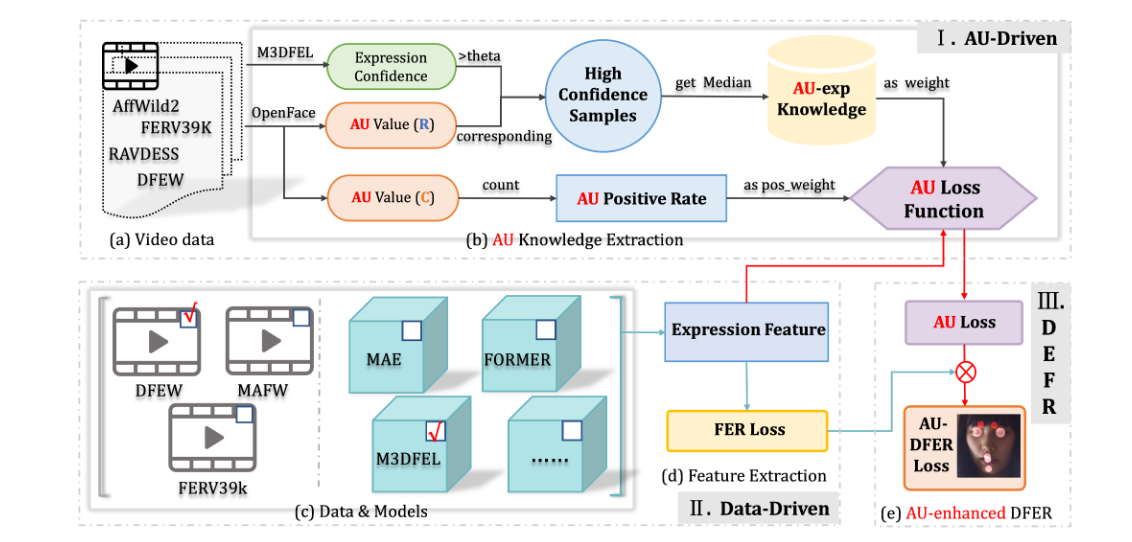 I. AU-Driven
M3DFEL
Expression
Confidence
>theta
AffWild2
FERV39K
RAVDESS
DFEW
OpenFace
AU Value (R)
corresponding
High
Confidence
Samples
get Median
AU-exp
Knowledge
as weight
AU Value (C)
count
AU Positive Rate
as pos_weight
AU Loss
Function
(a) Video data
(b) AU Knowledge Extraction
DFEW
MAFW
FERV39k
MAE
FORMER
M3DFEL
......
(c) Data & Models
Expression Feature
FER Loss
(d) Feature Extraction
II. Data-Driven
III.
D
E
F
R
AU Loss
AU-
DFER
Loss
(e) AU-enhanced DFER